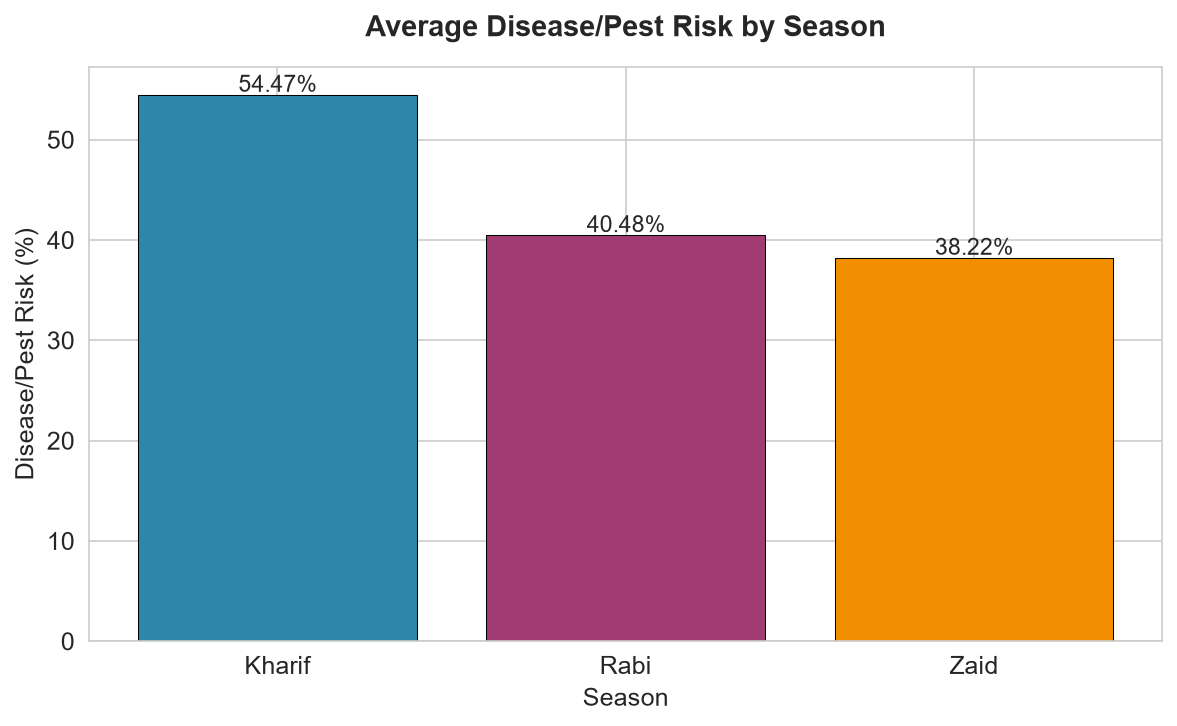 Average Disease/Pest Risk by Season
Disease/Pest Risk (%)
50
40
30
20
10
0
54.47%
40.48%
38.22%
Kharif
Rabi
Zaid
Season